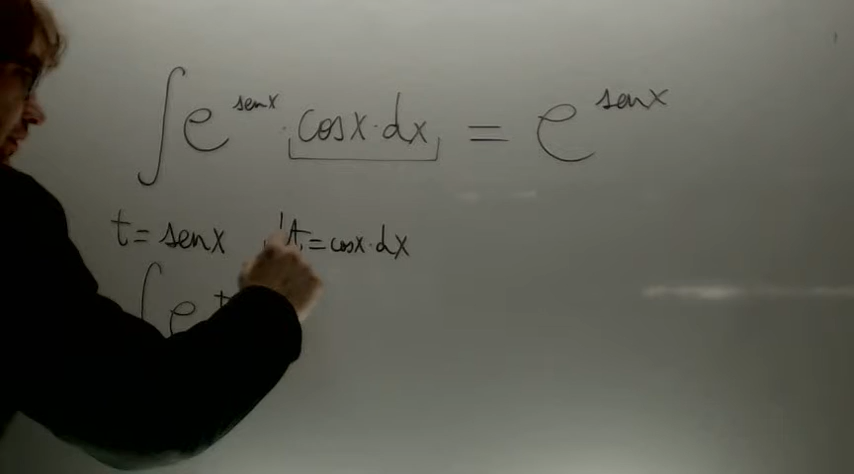 ∫ e^senx · cosx · dx = e^senx
t = senx dt = cosx · dx
∫ e^t